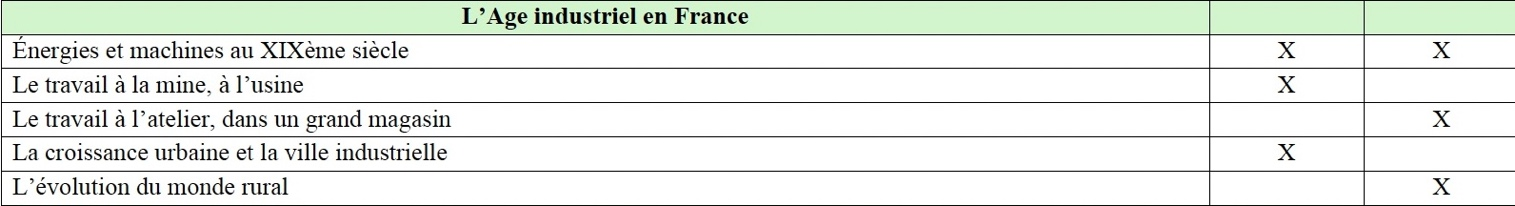 L’Age industriel en France
Énergies et machines au XIXème siècle X X
Le travail à la mine, à l’usine X
Le travail à l’atelier, dans un grand magasin X
La croissance urbaine et la ville industrielle X
L’évolution du monde rural X